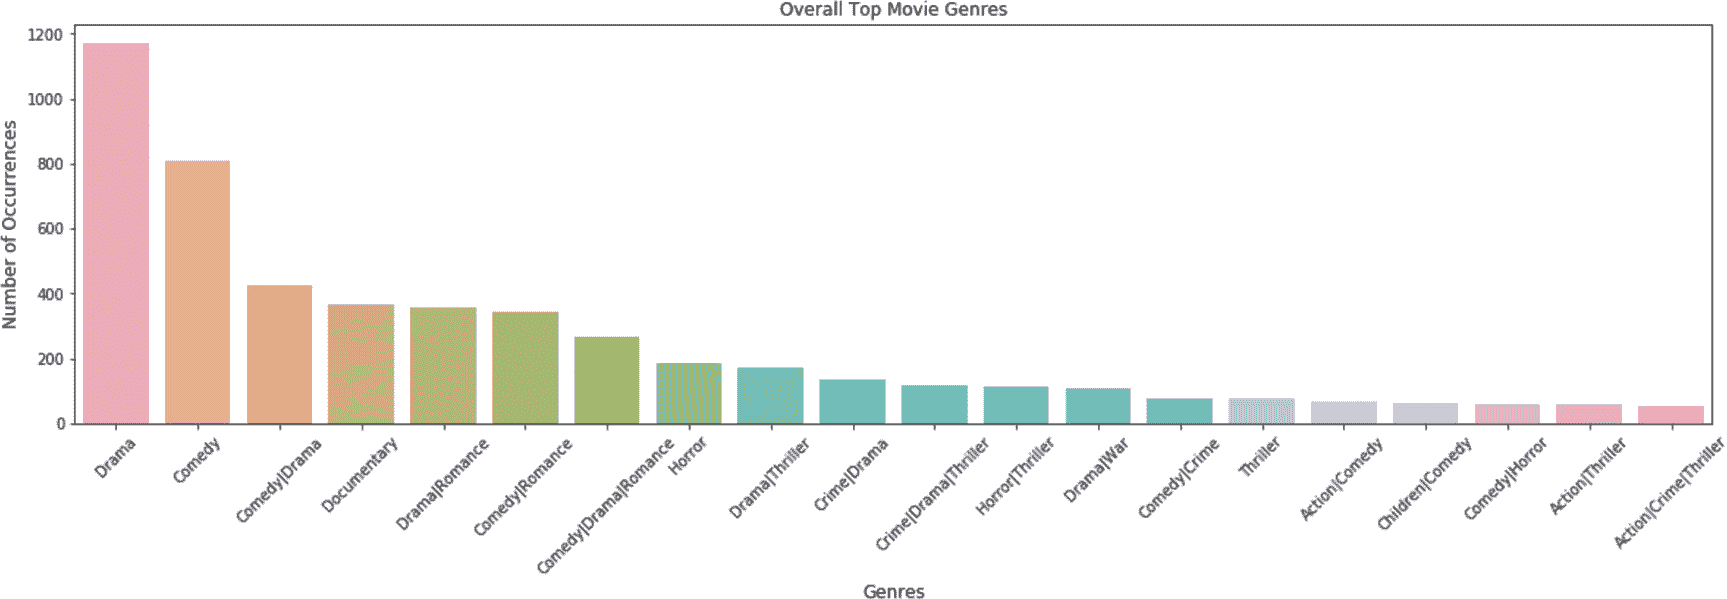 Overall Top Movie Genres
Number of Occurrences
1200
1000
800
600
400
200
0
Drama
Comedy
Comedy|Drama
Documentary
Drama|Romance
Comedy|Romance
Comedy|Drama|Romance
Horror
Drama|Thriller
Crime|Drama
Crime|Drama|Thriller
Horror|Thriller
Drama|War
Comedy|Crime
Thriller
Action|Comedy
Children|Comedy
Comedy|Horror
Action|Thriller
Action|Crime|Thriller
Genres